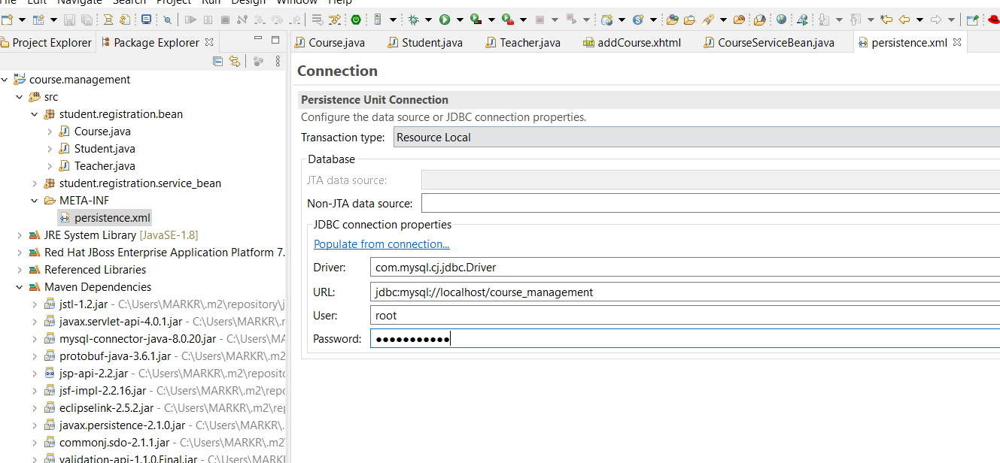 File Edit Navigate Search Project Run Design Window Help
Project Explorer Package Explorer
Course.java Student.java Teacher.java addCourse.xhtml CourseServiceBean.java persistence.xml
course.management
src
student.registration.bean
Course.java
Student.java
Teacher.java
student.registration.service_bean
META-INF
persistence.xml
JRE System Library [JavaSE-1.8]
Red Hat JBoss Enterprise Application Platform 7.
Referenced Libraries
Maven Dependencies
jstl-1.2.jar - C:\Users\MARKR\.m2\repository\j
javax.servlet-api-4.0.1.jar - C:\Users\MARKR\.r
mysql-connector-java-8.0.20.jar - C:\Users\MA
protobuf-java-3.6.1.jar - C:\Users\MARKR\.m2
jsp-api-2.2.jar - C:\Users\MARKR\.m2\reposito
jsf-impl-2.2.16.jar - C:\Users\MARKR\.m2\repo
eclipselink-2.5.2.jar - C:\Users\MARKR\.m2\rep
javax.persistence-2.1.0.jar - C:\Users\MARKR\.
commonj.sdo-2.1.1.jar - C:\Users\MARKR\.m2\
validation-api-1.1.0.Final.jar - C:\Users\MARKR
Connection
Persistence Unit Connection
Configure the data source or JDBC connection properties.
Transaction type: Resource Local
Database
JTA data source:
Non-JTA data source:
JDBC connection properties
Populate from connection...
Driver: com.mysql.cj.jdbc.Driver
URL: jdbc:mysql://localhost/course_management
User: root
Password: ●●●●●●●●●●●